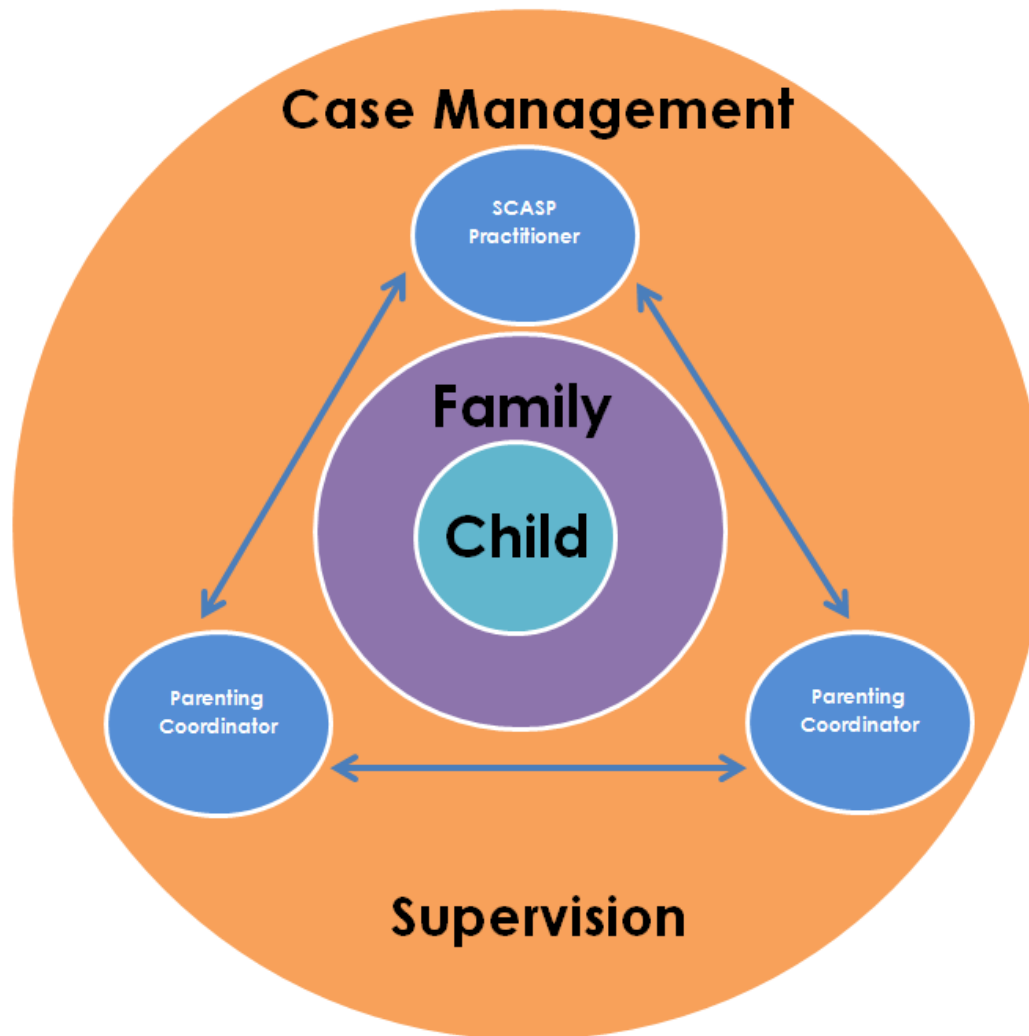 Case Management
SCASP
Practitioner
Family
Child
Parenting
Coordinator
Parenting
Coordinator
Supervision